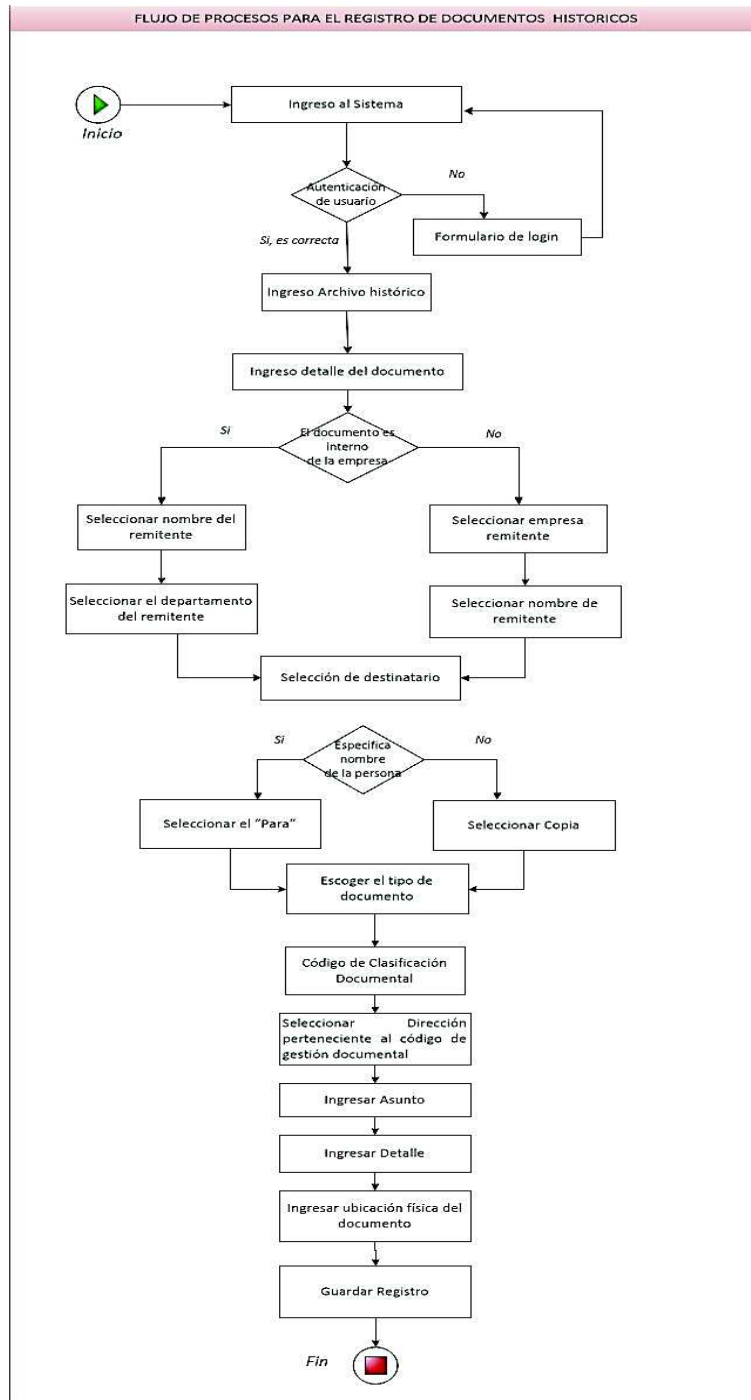 FLUJO DE PROCESOS PARA EL REGISTRO DE DOCUMENTOS HISTORICOS
Ingreso al Sistema
Inicio
No
Autenticación
de usuario
Formulario de login
Si, es correcta
Ingreso Archivo histórico
Ingreso detalle del documento
Si
El documento es
interno
de la empresa
No
Seleccionar nombre del
remitente
Seleccionar empresa
remitente
Seleccionar el departamento
del remitente
Seleccionar nombre de
remitente
Selección de destinatario
Si
Especifica
nombre
de la persona
No
Seleccionar el “Para”
Seleccionar Copia
Escoger el tipo de
documento
Código de Clasificación
Documental
Seleccionar Dirección
perteneciente al código de
gestión documental
Ingresar Asunto
Ingresar Detalle
Ingresar ubicación física del
documento
Guardar Registro
Fin